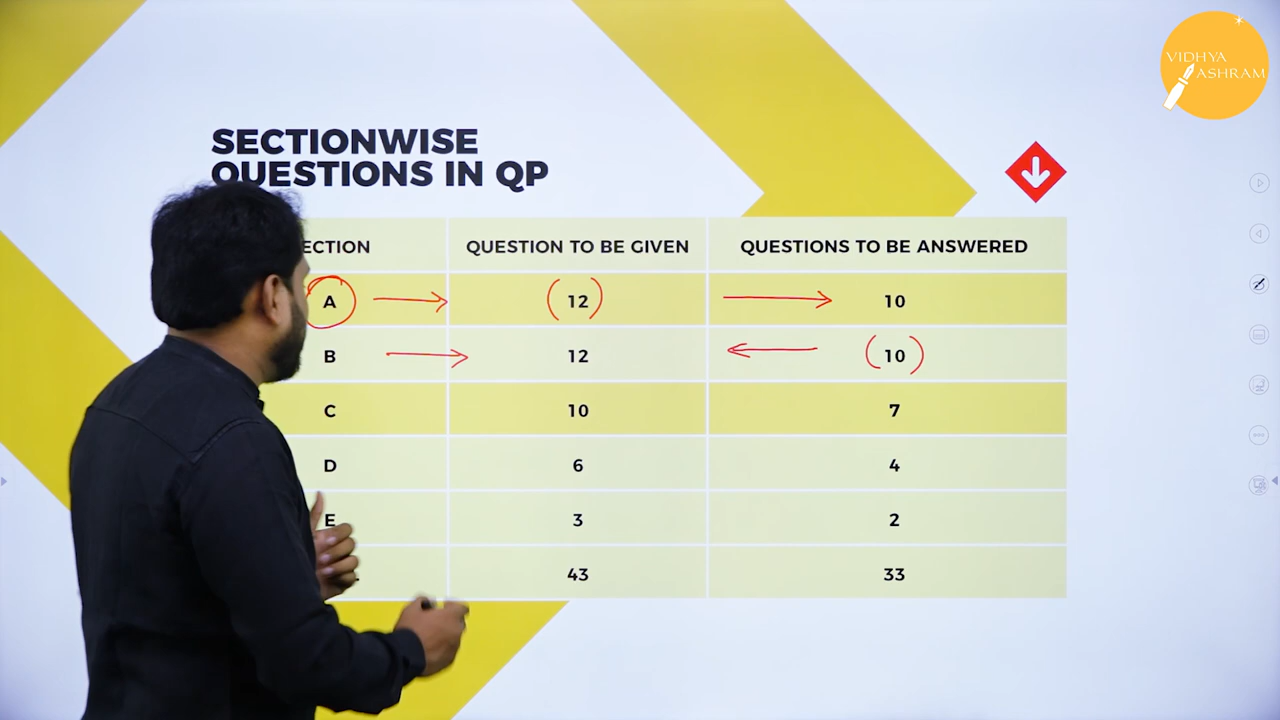 VIDHYA
ASHRAM
SECTIONWISE
QUESTIONS IN QP
ECTION QUESTION TO BE GIVEN QUESTIONS TO BE ANSWERED
A 12 10
B 12 10
C 10 7
D 6 4
E 3 2
43 33